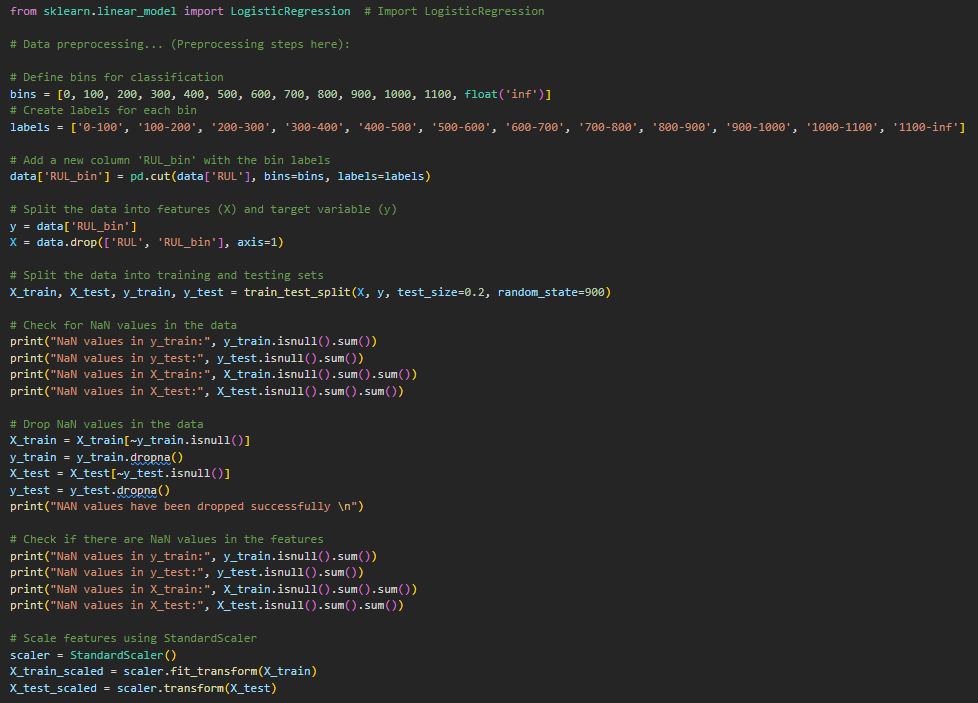 from sklearn.linear_model import LogisticRegression  # Import LogisticRegression
# Data preprocessing... (Preprocessing steps here):
# Define bins for classification
bins = [0, 100, 200, 300, 400, 500, 600, 700, 800, 900, 1000, 1100, float('inf')]
# Create labels for each bin
labels = ['0-100', '100-200', '200-300', '300-400', '400-500', '500-600', '600-700', '700-800', '800-900', '900-1000', '1000-1100', '1100-inf']
# Add a new column 'RUL_bin' with the bin labels
data['RUL_bin'] = pd.cut(data['RUL'], bins=bins, labels=labels)
# Split the data into features (X) and target variable (y)
y = data['RUL_bin']
X = data.drop(['RUL', 'RUL_bin'], axis=1)
# Split the data into training and testing sets
X_train, X_test, y_train, y_test = train_test_split(X, y, test_size=0.2, random_state=900)
# Check for NaN values in the data
print("NaN values in y_train:", y_train.isnull().sum())
print("NaN values in y_test:", y_test.isnull().sum())
print("NaN values in X_train:", X_train.isnull().sum().sum())
print("NaN values in X_test:", X_test.isnull().sum().sum())
# Drop NaN values in the data
X_train = X_train[~y_train.isnull()]
y_train = y_train.dropna()
X_test = X_test[~y_test.isnull()]
y_test = y_test.dropna()
print("NAN values have been dropped successfully \n")
# Check if there are NaN values in the features
print("NaN values in y_train:", y_train.isnull().sum())
print("NaN values in y_test:", y_test.isnull().sum())
print("NaN values in X_train:", X_train.isnull().sum().sum())
print("NaN values in X_test:", X_test.isnull().sum().sum())
# Scale features using StandardScaler
scaler = StandardScaler()
X_train_scaled = scaler.fit_transform(X_train)
X_test_scaled = scaler.transform(X_test)